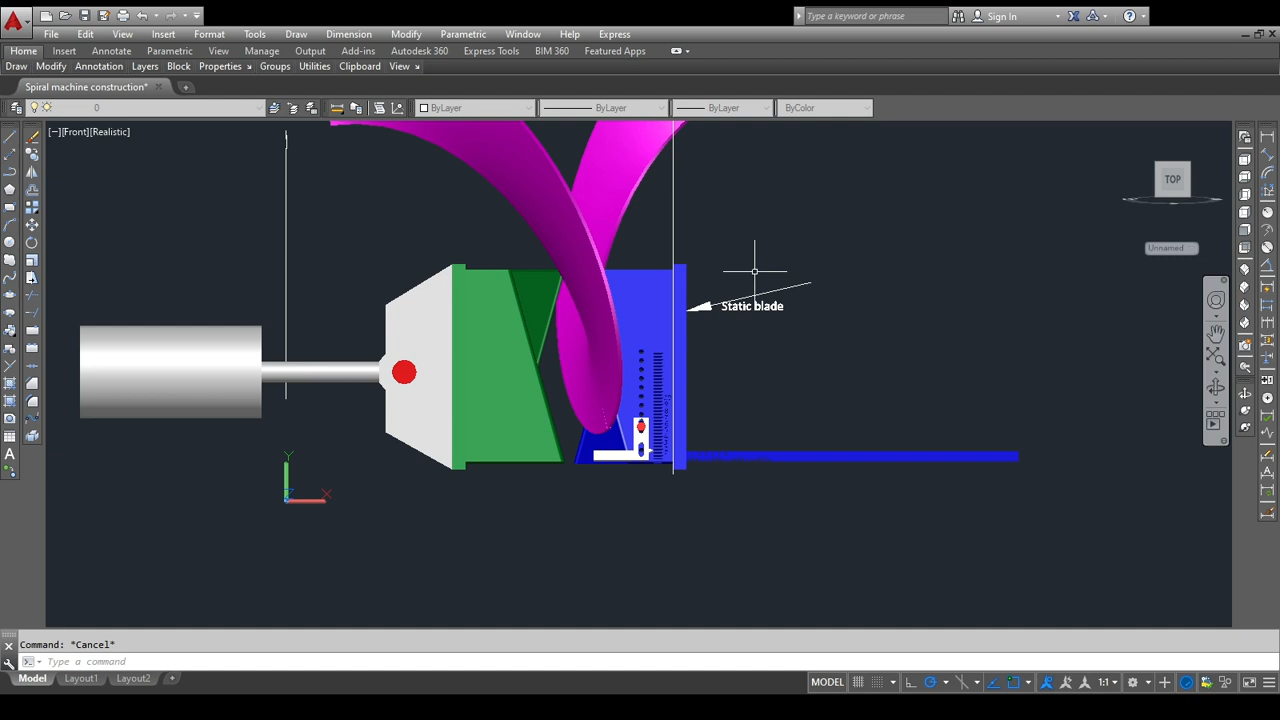 Type a keyword or phrase
Sign In
File Edit View Insert Format Tools Draw Dimension Modify Parametric Window Help Express
Home Insert Annotate Parametric View Manage Output Add-ins Autodesk 360 Express Tools BIM 360 Featured Apps
Draw Modify Annotation Layers Block Properties Groups Utilities Clipboard View
Spiral machine construction*
0 ByLayer ByLayer ByLayer ByColor
[−][Front][Realistic]
TOP
Unnamed
Static blade
Y
X
Command: *Cancel*
Type a command
Model Layout1 Layout2
MODEL 1:1